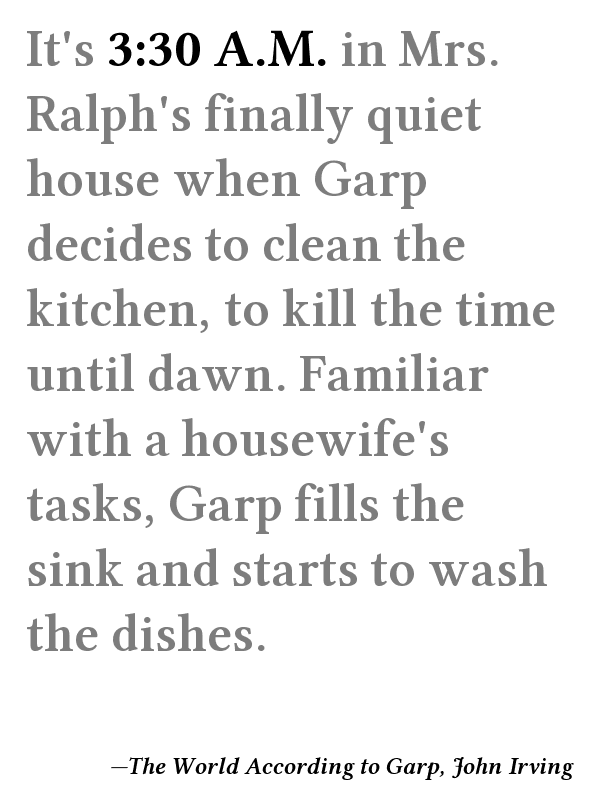 It's 3:30 A.M. in Mrs.
Ralph's finally quiet
house when Garp
decides to clean the
kitchen, to kill the time
until dawn. Familiar
with a housewife's
tasks, Garp fills the
sink and starts to wash
the dishes.
—The World According to Garp, John Irving